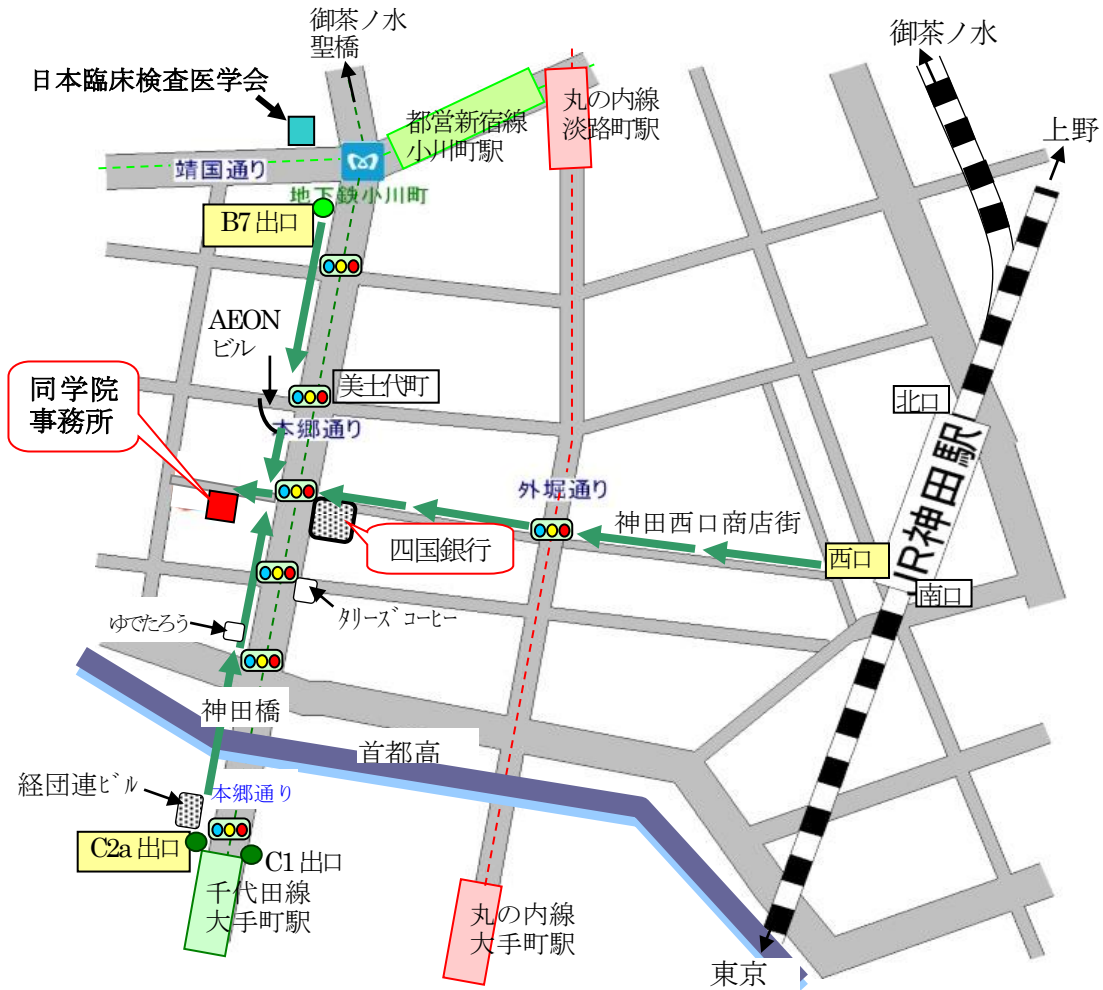 御茶ノ水
聖橋
御茶ノ水
日本臨床検査医学会
都営新宿線
小川町駅
丸の内線
淡路町駅
上野
靖国通り
地下鉄小川町
B7出口
AEON
ビル
美土代町
同学院
事務所
本郷通り
北口
JR神田駅
外堀通り
神田西口商店街
四国銀行
西口
南口
ゆでたろう
タリーズコーヒー
神田橋
首都高
経団連ビル
本郷通り
C2a出口
C1出口
千代田線
大手町駅
丸の内線
大手町駅
東京